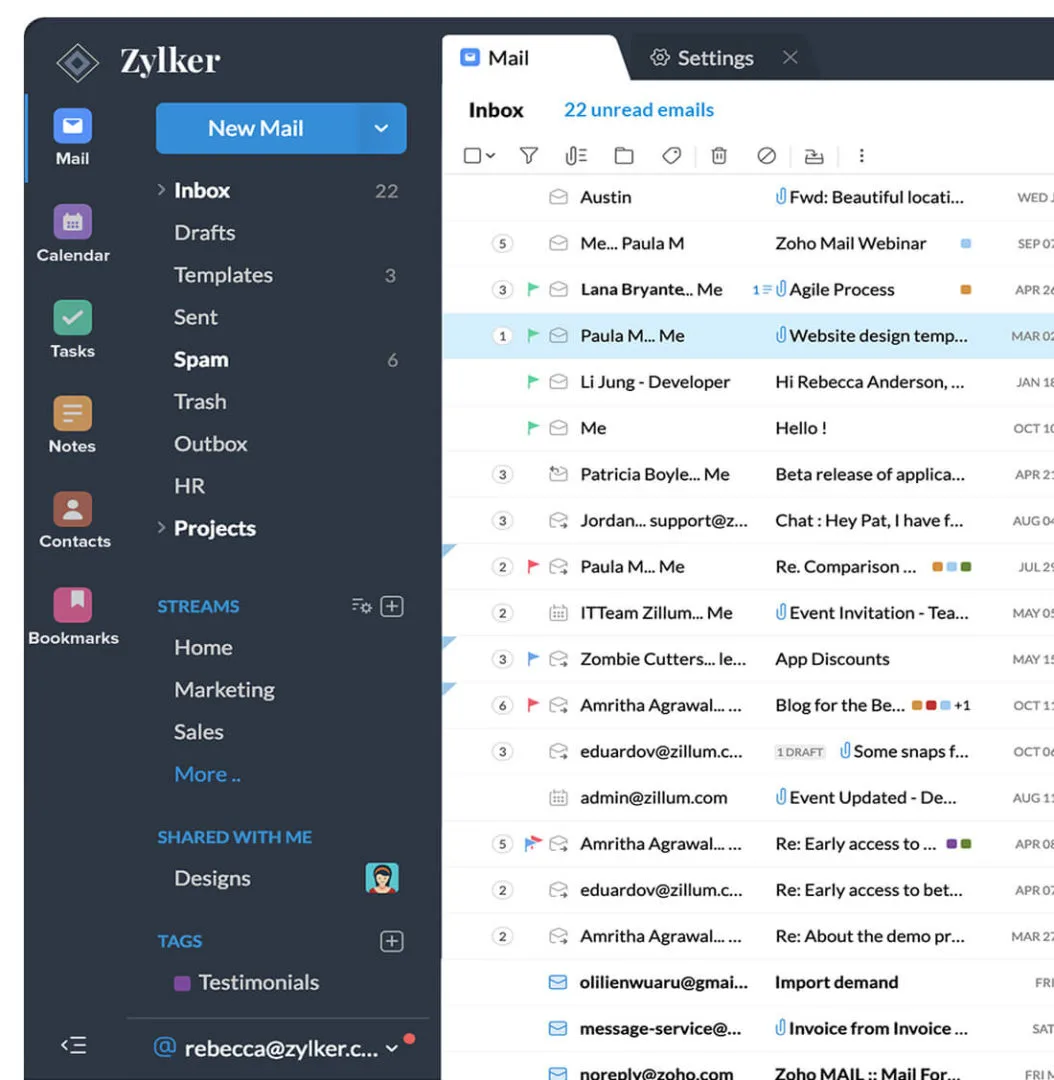 Zylker
Mail
Settings
Inbox 22 unread emails
New Mail
Mail
Calendar
Tasks
Notes
Contacts
Bookmarks
Inbox 22
Drafts
Templates 3
Sent
Spam 6
Trash
Outbox
HR
Projects
STREAMS
Home
Marketing
Sales
More ..
SHARED WITH ME
Designs
TAGS
Testimonials
@ rebecca@zylker.c...
Austin Fwd: Beautiful locati... WED
5 Me... Paula M Zoho Mail Webinar SEP 07
3 Lana Bryante... Me 1 Agile Process APR 26
1 Paula M... Me Website design temp... MAR 02
Li Jung - Developer Hi Rebecca Anderson, ... JAN 18
Me Hello ! OCT 10
3 Patricia Boyle... Me Beta release of applica... APR 21
3 Jordan... support@z... Chat : Hey Pat, I have f... AUG 04
2 Paula M... Me Re. Comparison ... JUL 29
2 ITTeam Zillum... Me Event Invitation - Tea... MAY 05
3 Zombie Cutters... le... App Discounts MAY 15
6 Amritha Agrawal... ... Blog for the Be... +1 OCT 11
3 eduardov@zillum.c... 1 DRAFT Some snaps f... OCT 06
admin@zillum.com Event Updated - De... AUG 11
5 Amritha Agrawal... ... Re: Early access to ... APR 08
2 eduardov@zillum.c... Re: Early access to bet... APR 07
2 Amritha Agrawal... ... Re: About the demo pr... MAR 27
olilienwuaru@gmai... Import demand FRI
message-service@... Invoice from Invoice ... SAT
noreply@zoho.com Zoho MAIL :: Mail For... FRI